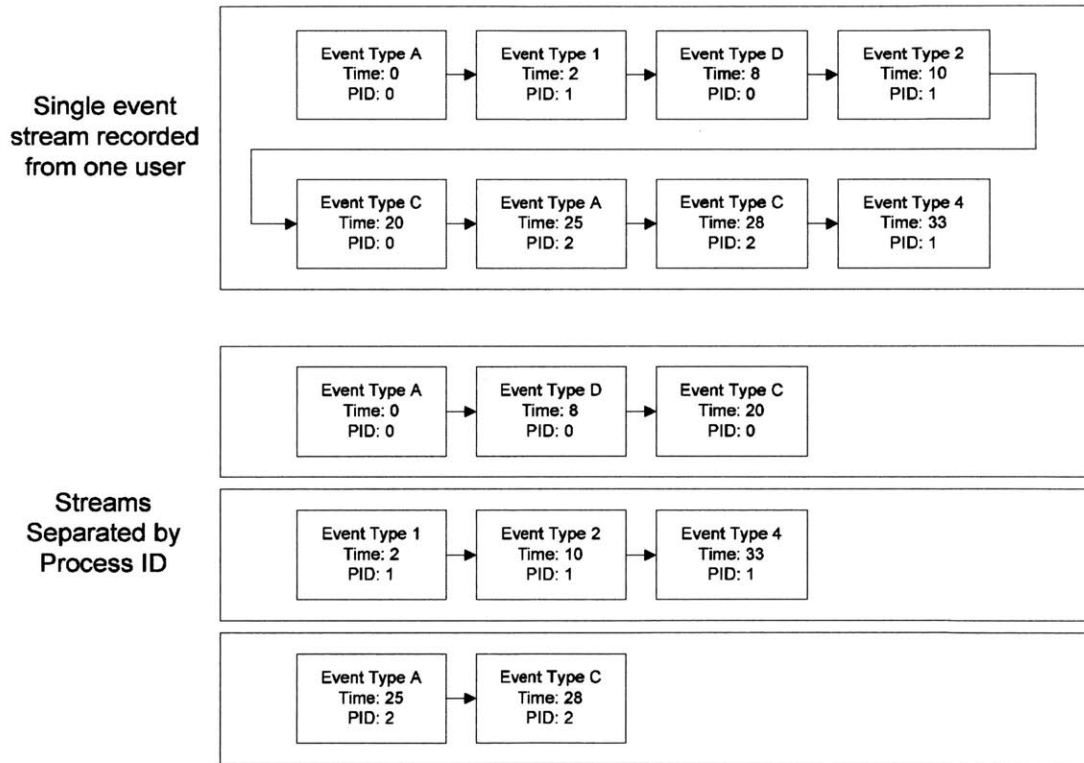 Single event
stream recorded
from one user
Event Type A
Time: 0
PID: 0
Event Type 1
Time: 2
PID: 1
Event Type D
Time: 8
PID: 0
Event Type 2
Time: 10
PID: 1
Event Type C
Time: 20
PID: 0
Event Type A
Time: 25
PID: 2
Event Type C
Time: 28
PID: 2
Event Type 4
Time: 33
PID: 1
Streams
Separated by
Process ID
Event Type A
Time: 0
PID: 0
Event Type D
Time: 8
PID: 0
Event Type C
Time: 20
PID: 0
Event Type 1
Time: 2
PID: 1
Event Type 2
Time: 10
PID: 1
Event Type 4
Time: 33
PID: 1
Event Type A
Time: 25
PID: 2
Event Type C
Time: 28
PID: 2